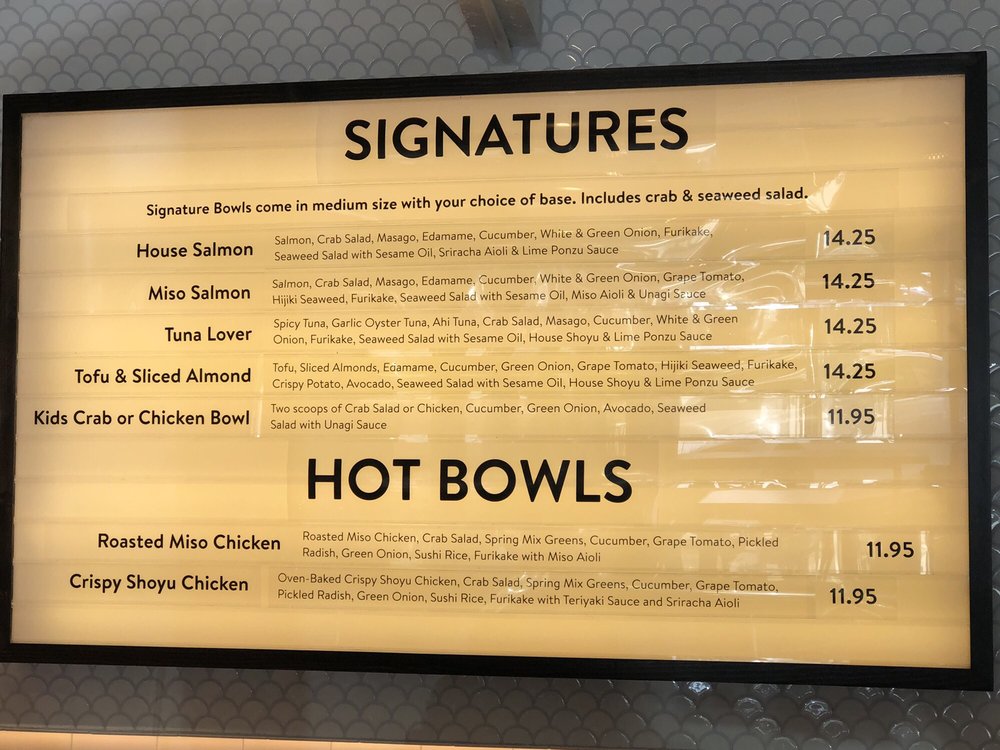 SIGNATURES
Signature Bowls come in medium size with your choice of base. Includes crab & seaweed salad.
House Salmon
Salmon, Crab Salad, Masago, Edamame, Cucumber, White & Green Onion, Furikake,
Seaweed Salad with Sesame Oil, Sriracha Aioli & Lime Ponzu Sauce
14.25
Miso Salmon
Salmon, Crab Salad, Masago, Edamame, Cucumber, White & Green Onion, Grape Tomato,
Hijiki Seaweed, Furikake, Seaweed Salad with Sesame Oil, Miso Aioli & Unagi Sauce
14.25
Tuna Lover
Spicy Tuna, Garlic Oyster Tuna, Ahi Tuna, Crab Salad, Masago, Cucumber, White & Green
Onion, Furikake, Seaweed Salad with Sesame Oil, House Shoyu & Lime Ponzu Sauce
14.25
Tofu & Sliced Almond
Tofu, Sliced Almonds, Eoamame, Cucumber, Green Onion, Grape Tomato, Hijiki Seaweed, Furikake,
Crispy Potato, Avocado, Seaweed Salad with Sesame Oil, House Shoyu & Lime Ponzu Sauce
14.25
Kids Crab or Chicken Bowl
Two scoops of Crab Salad or Chicken, Cucumber, Green Onion, Avocado, Seaweed
Salad with Unagi Sauce
11.95
HOT BOWLS
Roasted Miso Chicken
Roasted Miso Chicken, Crab Salad, Spring Mix Greens, Cucumber, Grape Tomato, Pickled
Radish, Green Onion, Sushi Rice, Furikake with Miso Aioli
11.95
Crispy Shoyu Chicken
Oven-Baked Crispy Shoyu Chicken, Crab Salad, Spring Mix Greens, Cucumber, Grape Tomato,
Pickled Radish, Green Onion, Sushi Rice, Furikake with Teriyaki Sauce and Sriracha Aioli
11.95